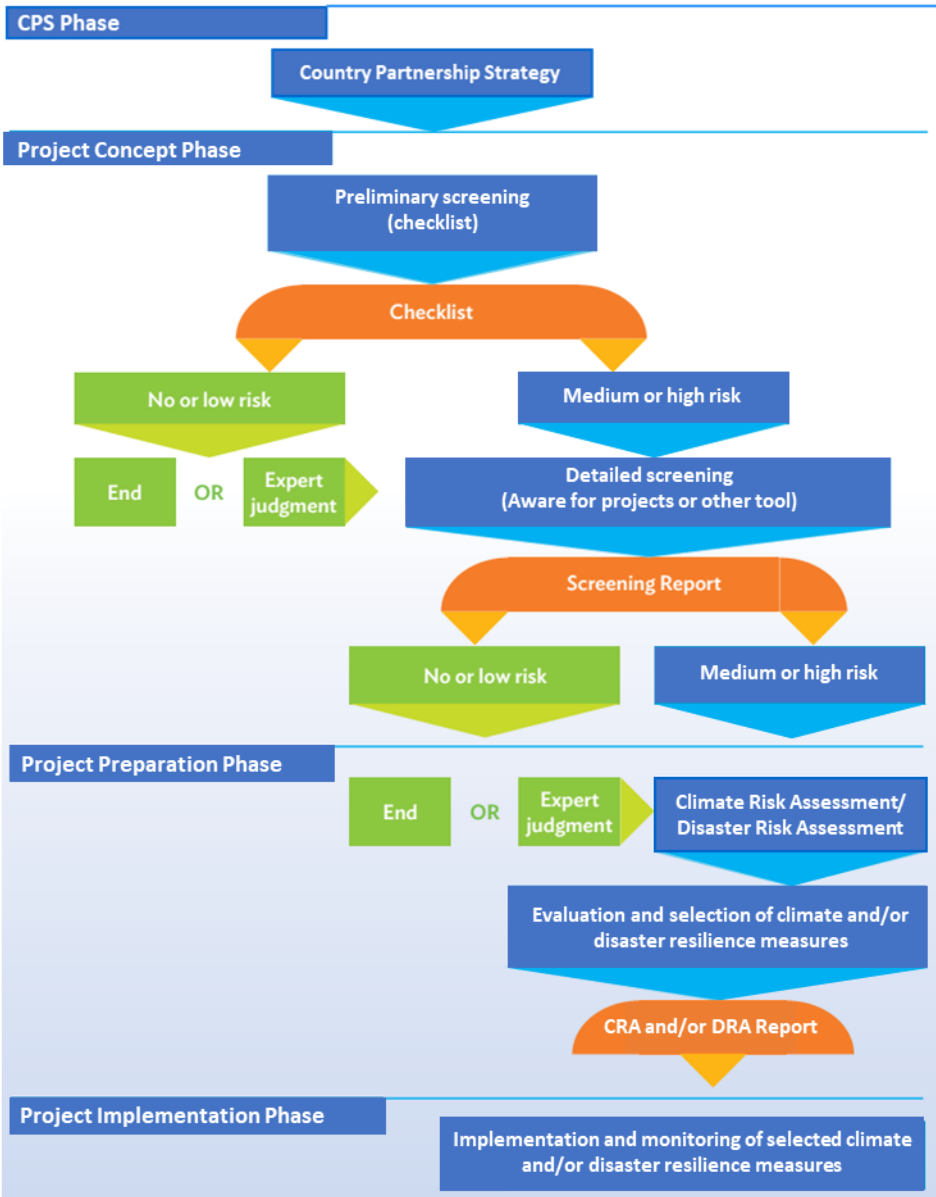 CPS Phase
Country Partnership Strategy
Project Concept Phase
Preliminary screening
(checklist)
Checklist
No or low risk
Medium or high risk
End
OR
Expert
judgment
Detailed screening
(Aware for projects or other tool)
Screening Report
No or low risk
Medium or high risk
Project Preparation Phase
End
OR
Expert
judgment
Climate Risk Assessment/
Disaster Risk Assessment
Evaluation and selection of climate and/or
disaster resilience measures
CRA and/or DRA Report
Project Implementation Phase
Implementation and monitoring of selected climate
and/or disaster resilience measures